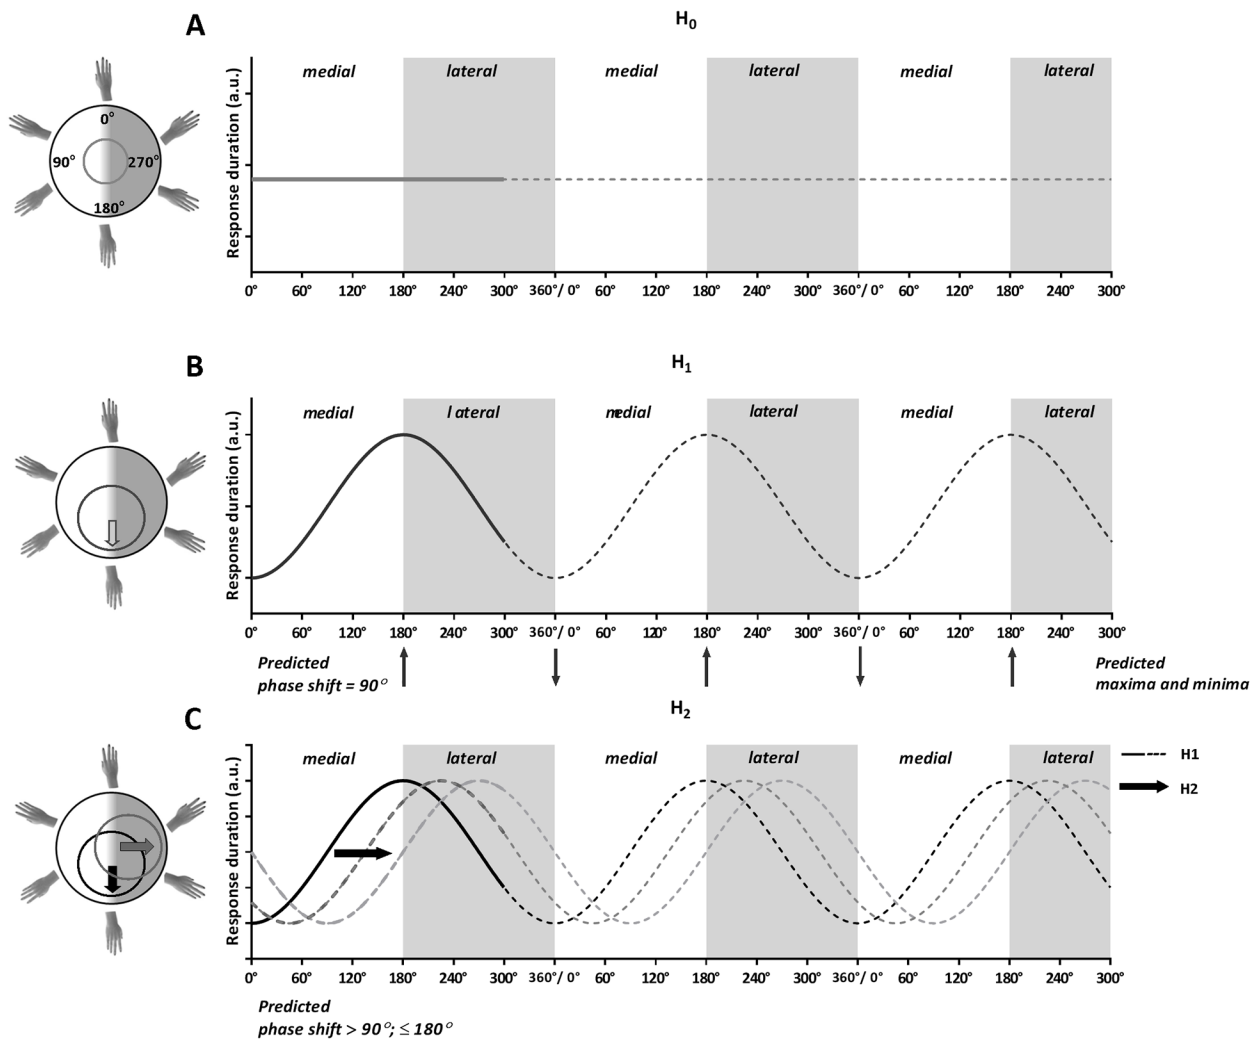 A
H0
medial lateral medial lateral medial lateral
Response duration (a.u.)
0°
90° 270°
180°
0° 60° 120° 180° 240° 300° 360°/ 0° 60° 120° 180° 240° 300° 360°/ 0° 60° 120° 180° 240° 300°
B
H1
medial lateral medial lateral medial lateral
Response duration (a.u.)
0° 60° 120° 180° 240° 300° 360°/ 0° 60° 120° 180° 240° 300° 360°/ 0° 60° 120° 180° 240° 300°
Predicted
phase shift = 90°
Predicted
maxima and minima
C
H2
medial lateral medial lateral medial lateral
Response duration (a.u.)
H1
H2
0° 60° 120° 180° 240° 300° 360°/ 0° 60° 120° 180° 240° 300° 360°/ 0° 60° 120° 180° 240° 300°
Predicted
phase shift > 90°; ≤ 180°